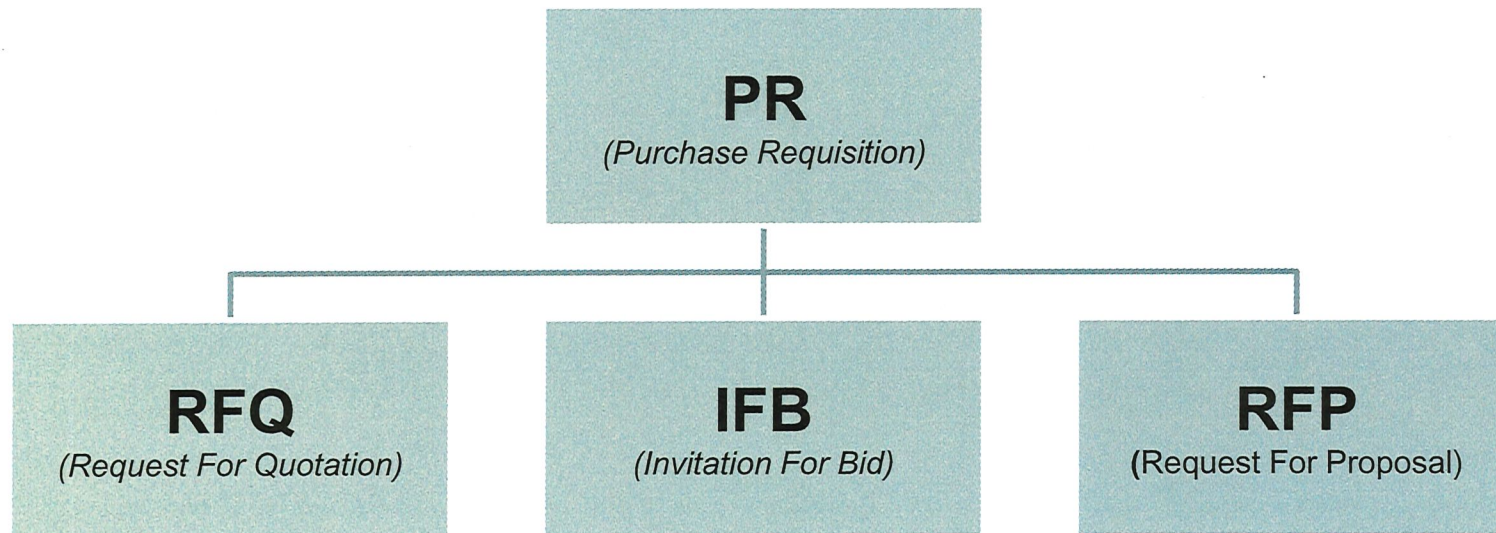 PR
(Purchase Requisition)
RFQ
(Request For Quotation)
IFB
(Invitation For Bid)
RFP
(Request For Proposal)